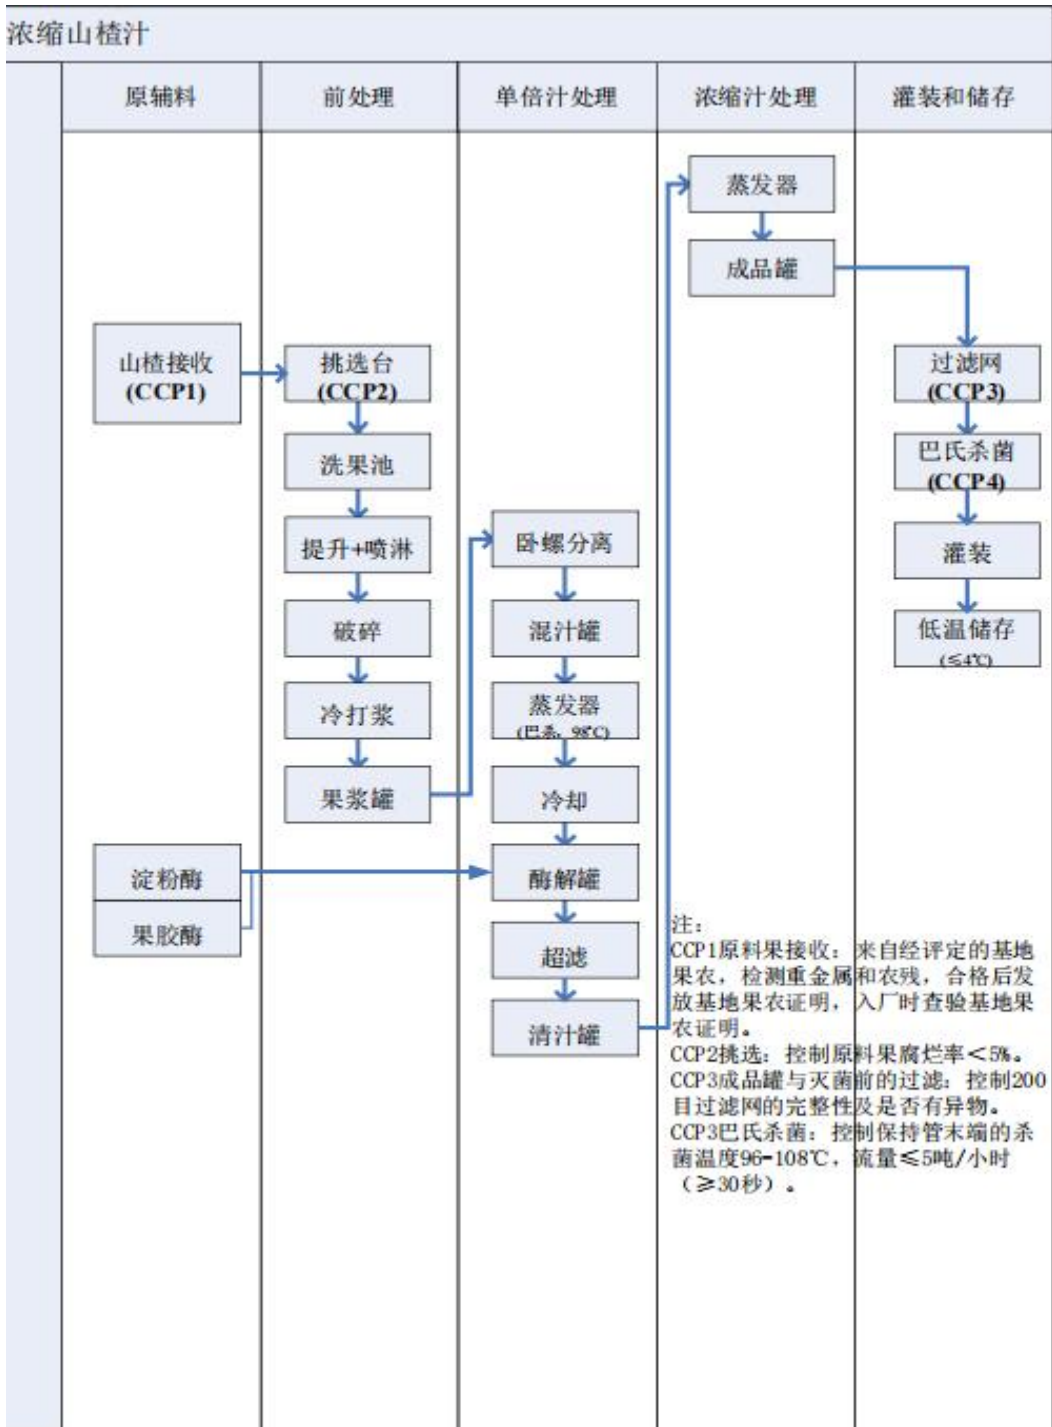 浓缩山楂汁
原辅料
前处理
单倍汁处理
浓缩汁处理
灌装和储存
山楂接收
(CCP1)
淀粉酶
果胶酶
挑选台
(CCP2)
洗果池
提升+喷淋
破碎
冷打浆
果浆罐
卧螺分离
混汁罐
蒸发器
(巴杀，98℃)
冷却
酶解罐
超滤
清汁罐
蒸发器
成品罐
过滤网
(CCP3)
巴氏杀菌
(CCP4)
灌装
低温储存
(≤4℃)
注：
CCP1原料果接收：来自经评定的基地
果农，检测重金属和农残，合格后发
放基地果农证明，入厂时查验基地果
农证明。
CCP2挑选：控制原料果腐烂率＜5%。
CCP3成品罐与灭菌前的过滤：控制200
目过滤网的完整性及是否有异物。
CCP3巴氏杀菌：控制保持管末端的杀
菌温度96-108℃，流量≤5吨/小时
（≥30秒）。